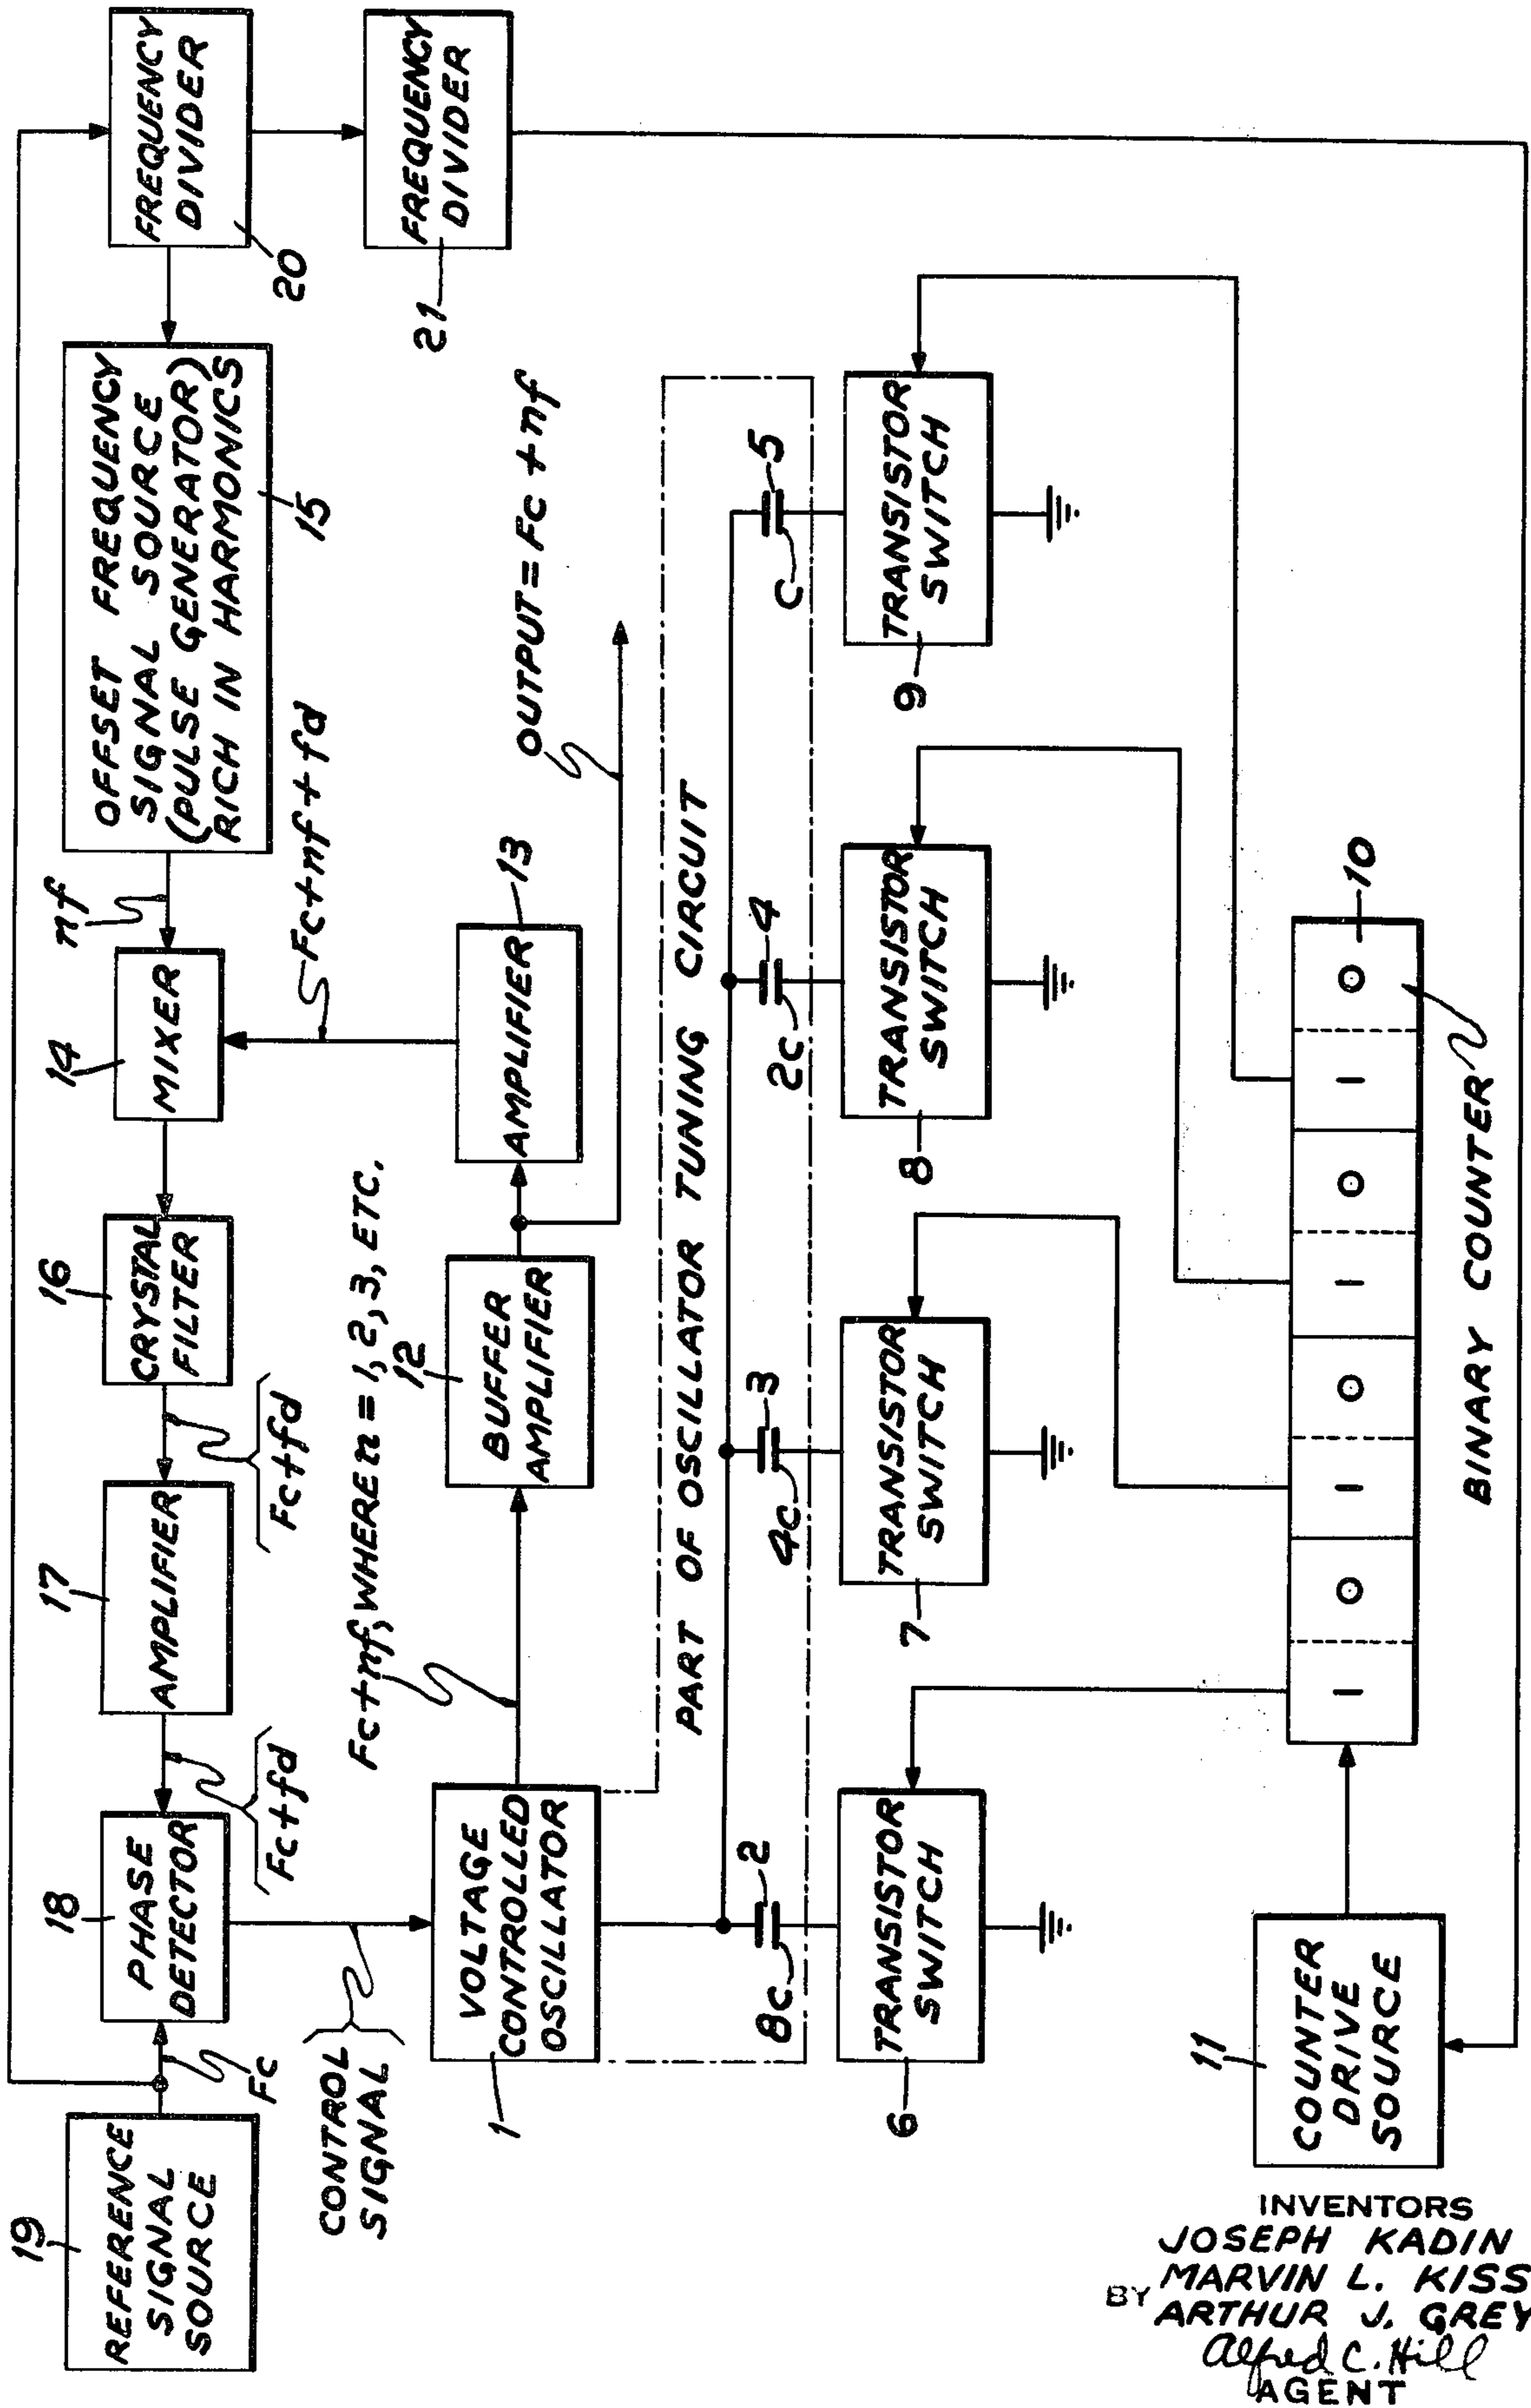 19
REFERENCE
SIGNAL
SOURCE
Fc
18
PHASE
DETECTOR
Fc+fd
17
AMPLIFIER
Fc+fd
16
CRYSTAL
FILTER
14
MIXER
nf
OFFSET FREQUENCY
SIGNAL SOURCE
(PULSE GENERATOR)
RICH IN HARMONICS
15
FREQUENCY
DIVIDER
20
FREQUENCY
DIVIDER
21
CONTROL
SIGNAL
VOLTAGE
CONTROLLED
OSCILLATOR
1
Fc+nf, WHERE n=1,2,3, ETC.
12
BUFFER
AMPLIFIER
AMPLIFIER
13
Fc+nf+fd
OUTPUT=Fc+nf
PART OF OSCILLATOR TUNING CIRCUIT
8C
2
4C
3
2C
4
C
5
TRANSISTOR
SWITCH
6
TRANSISTOR
SWITCH
7
TRANSISTOR
SWITCH
8
TRANSISTOR
SWITCH
9
11
COUNTER
DRIVE
SOURCE
1 0 1 0 1 0 1 0
10
BINARY COUNTER
INVENTORS
JOSEPH KADIN
MARVIN L. KISS
BY
ARTHUR J. GREY
Alfred C. Hill
AGENT